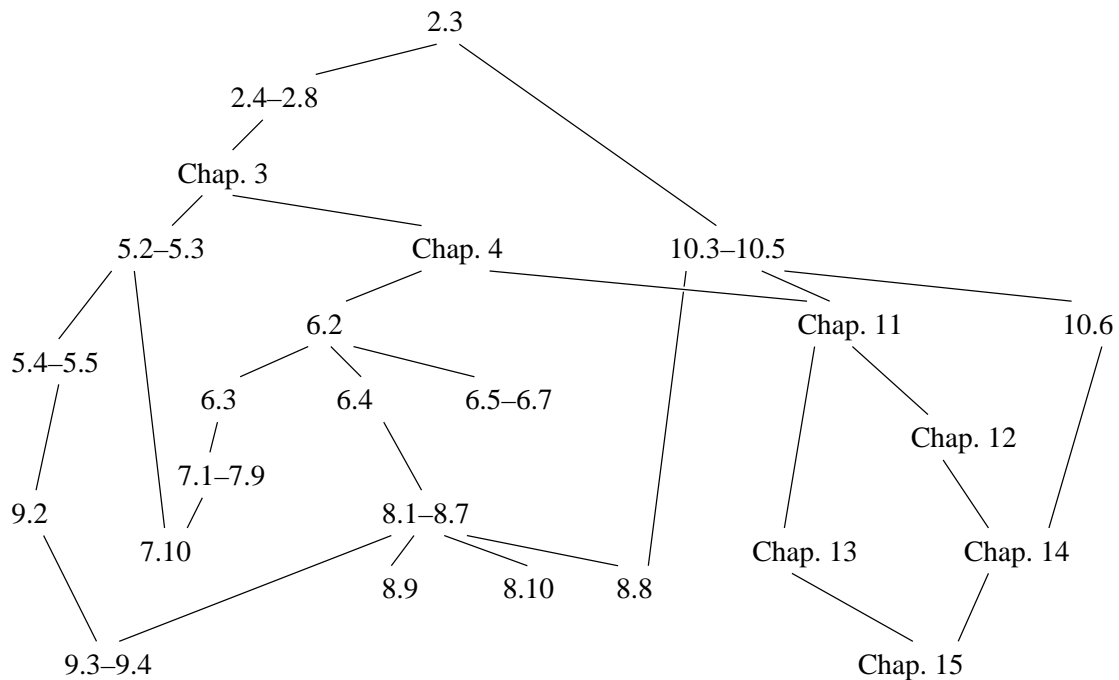 2.3
2.4–2.8
Chap. 3
5.2–5.3 Chap. 4 10.3–10.5
6.2 Chap. 11 10.6
5.4–5.5
6.3 6.4 6.5–6.7
Chap. 12
7.1–7.9
9.2 8.1–8.7
7.10 Chap. 13 Chap. 14
8.9 8.10 8.8
9.3–9.4 Chap. 15